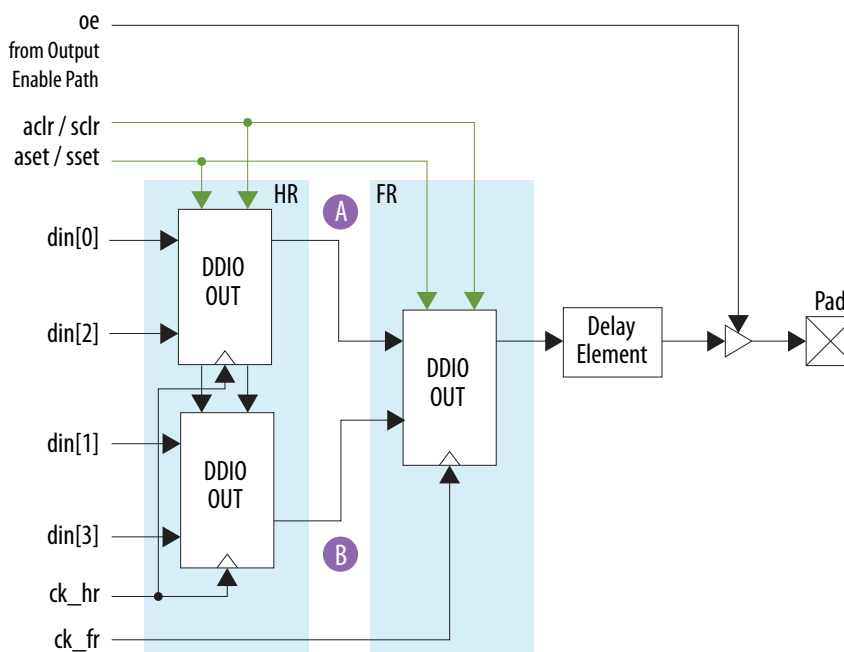 oe
from Output
Enable Path
aclr / sclr
aset / sset
HR
A
FR
din[0]
DDIO
OUT
din[2]
Pad
Delay
Element
DDIO
OUT
din[1]
DDIO
OUT
din[3]
B
ck_hr
ck_fr